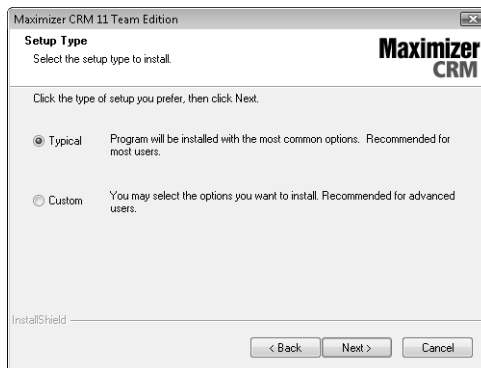 Maximizer CRM 11 Team Edition
Setup Type
Select the setup type to install.
Maximizer
CRM
Click the type of setup you prefer, then click Next.
Typical
Program will be installed with the most common options. Recommended for
most users.
Custom
You may select the options you want to install. Recommended for advanced
users.
InstallShield
< Back
Next >
Cancel